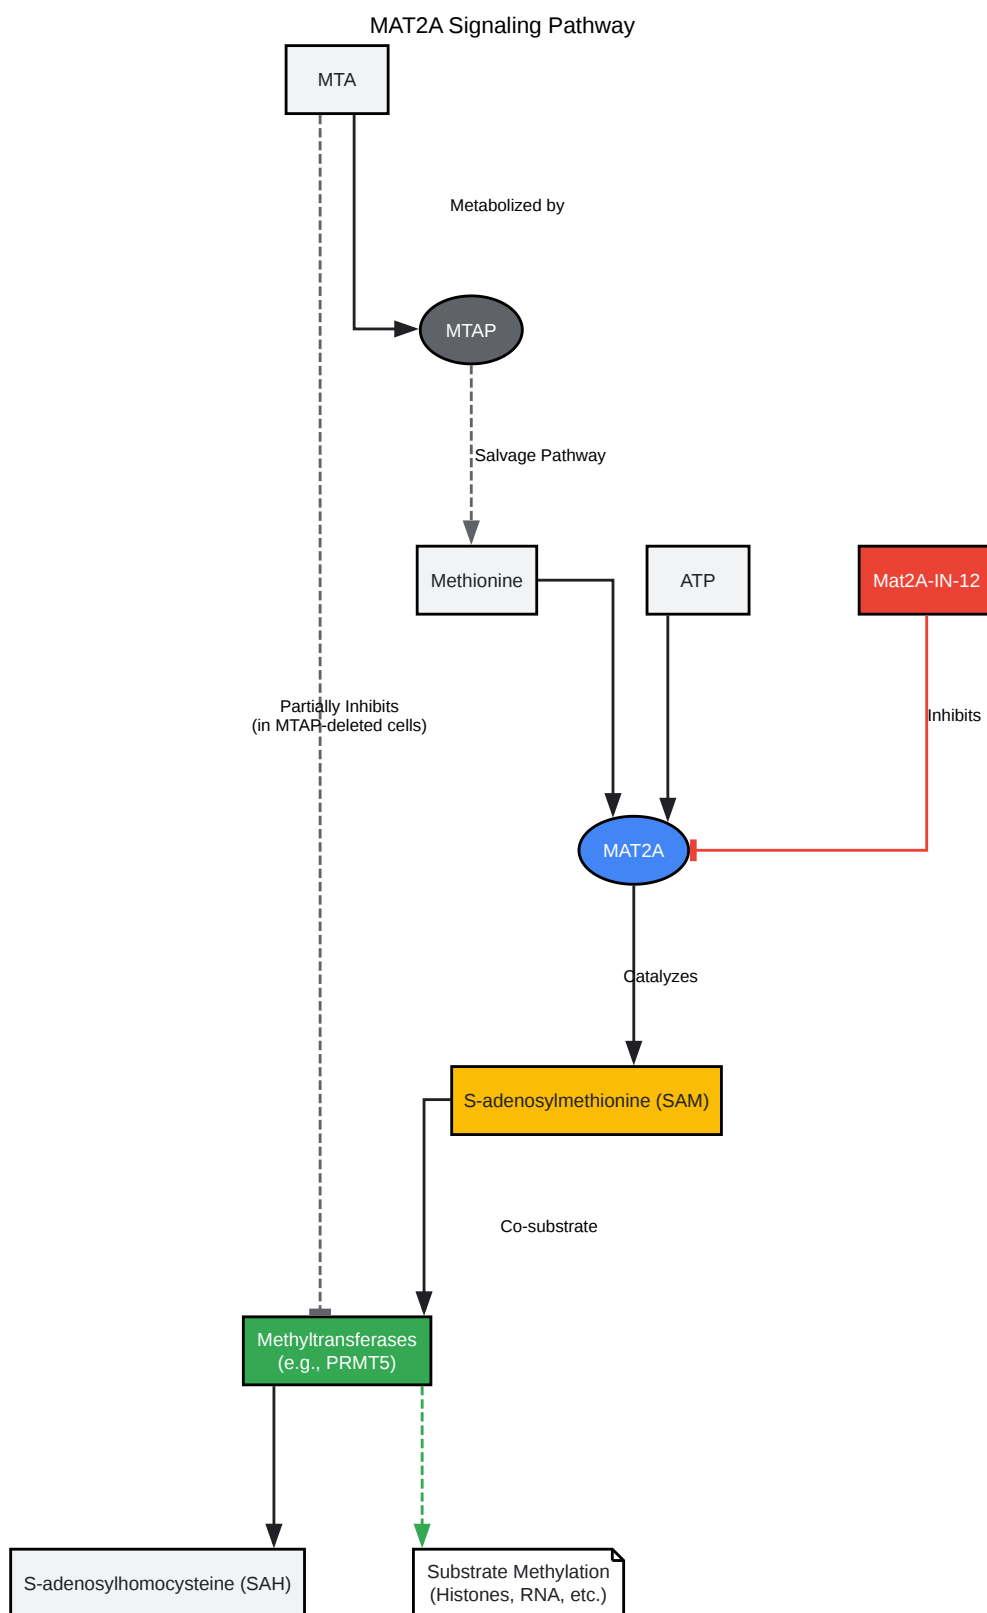 MAT2A Signaling Pathway
MTA
Metabolized by
MTAP
Salvage Pathway
Methionine
ATP
Mat2A-IN-12
Partially Inhibits
(in MTAP-deleted cells)
Inhibits
MAT2A
Catalyzes
S-adenosylmethionine (SAM)
Co-substrate
Methyltransferases
(e.g., PRMT5)
S-adenosylhomocysteine (SAH)
Substrate Methylation
(Histones, RNA, etc.)